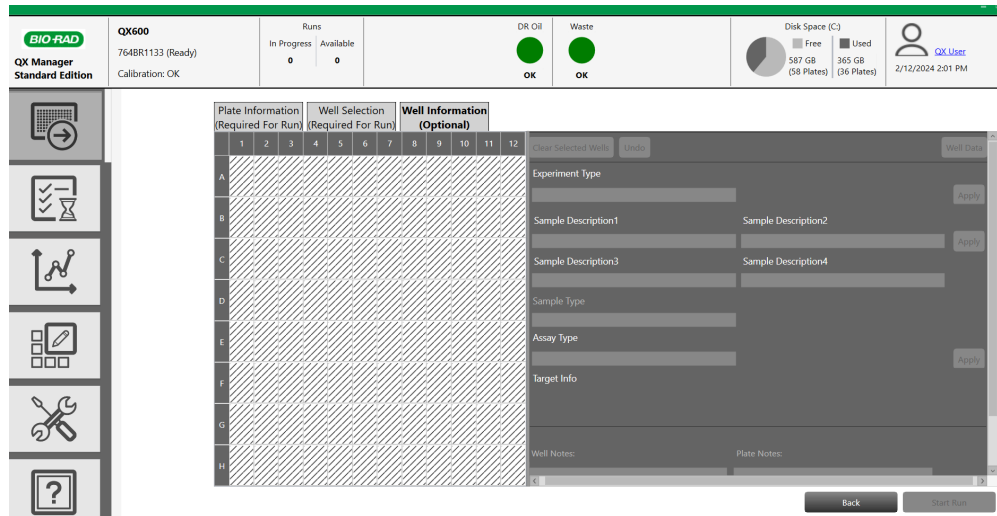 BIO-RAD
QX Manager
Standard Edition
QX600
764BR1133 (Ready)
Calibration: OK
Runs
In Progress Available
0 0
DR Oil
OK
Waste
OK
Disk Space (C:)
Free Used
587 GB 365 GB
(58 Plates) (36 Plates)
QX User
2/12/2024 2:01 PM
Plate Information
(Required For Run)
Well Selection
(Required For Run)
Well Information
(Optional)
1 2 3 4 5 6 7 8 9 10 11 12
A
B
C
D
E
F
G
H
Clear Selected Wells Undo Well Data
Experiment Type
Apply
Sample Description1 Sample Description2
Apply
Sample Description3 Sample Description4
Sample Type
Assay Type
Apply
Target Info
Well Notes: Plate Notes:
Back Start Run
?